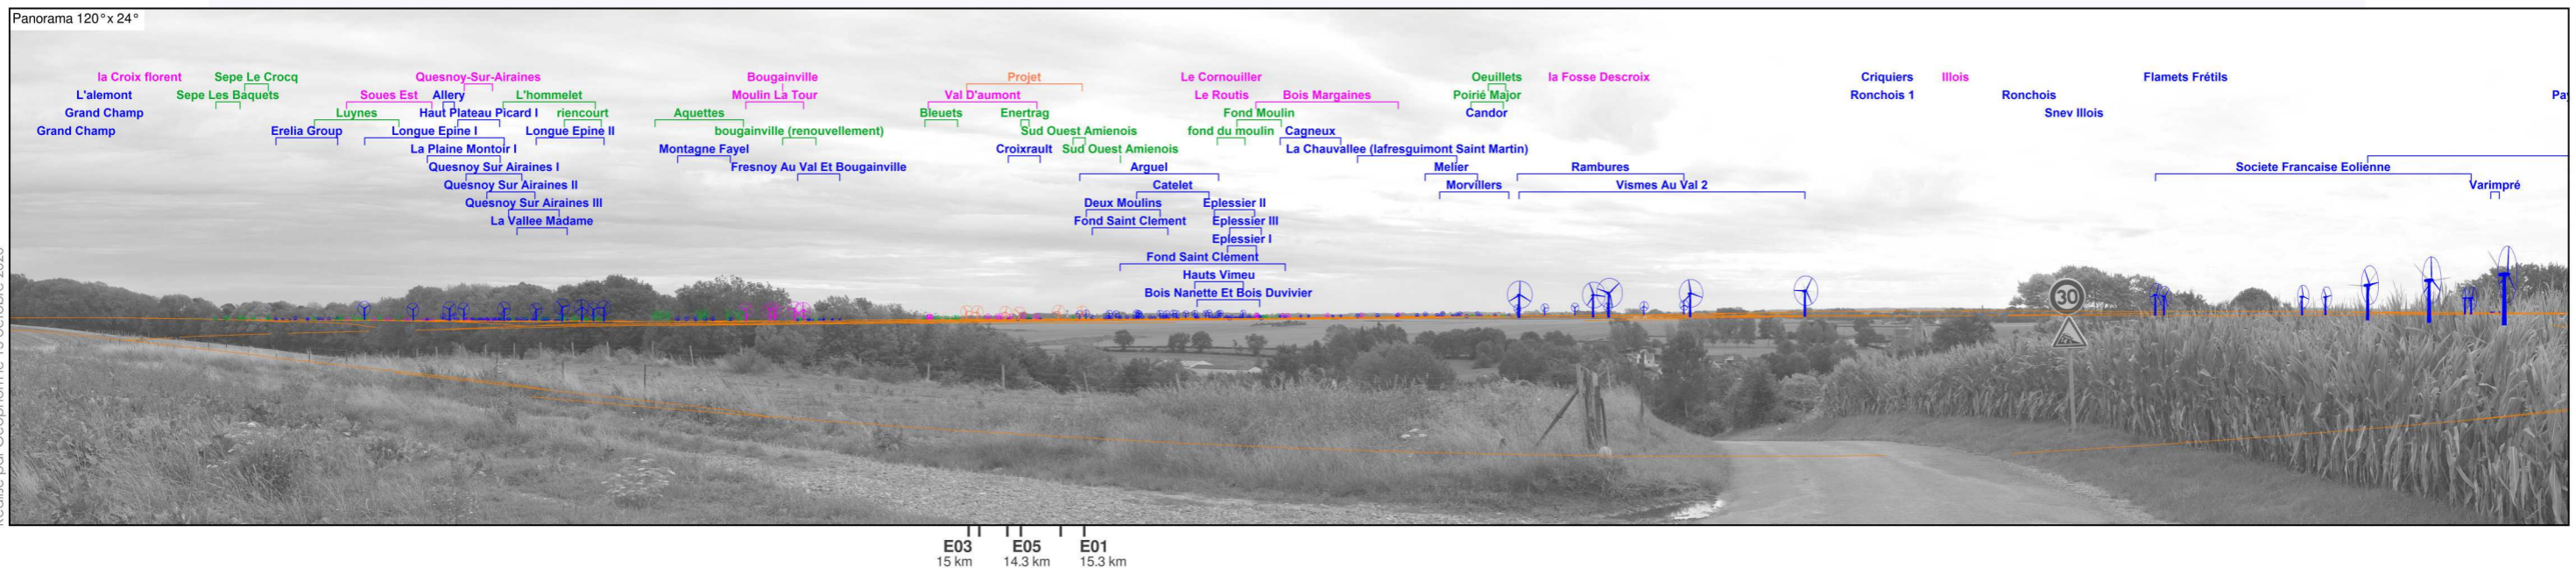 Panorama 120°x 24°
la Croix florent Sepe Le Crocq Quesnoy-Sur-Airaines Bougainville Projet Le Cornouiller Oeuillets la Fosse Descroix Criquiers Illois Flamets Frétils
L'alemont Sepe Les Baquets Soues Est Allery L'hommelet Moulin La Tour Val D'aumont Le Routis Bois Margaines Poirié Major Ronchois 1 Ronchois
Grand Champ Luynes Haut Plateau Picard I riencourt Aquettes Bleuets Enertrag Fond Moulin Candor Snev Illois
Grand Champ Erelia Group Longue Epine I Longue Epine II bougainville (renouvellement) Sud Ouest Amienois fond du moulin Cagneux
La Plaine Montoir I Montagne Fayel Croixrault Sud Ouest Amienois La Chauvallee (lafresguimont Saint Martin)
Quesnoy Sur Airaines I Fresnoy Au Val Et Bougainville Arguel Melier Rambures Societe Francaise Eolienne
Quesnoy Sur Airaines II Catelet Morvillers Vismes Au Val 2 Varimpré
Quesnoy Sur Airaines III Deux Moulins Eplessier II
La Vallee Madame Fond Saint Clement Eplessier III
Eplessier I
Fond Saint Clement
Hauts Vimeu
Bois Nanette Et Bois Duvivier
30
E03 E05 E01
15 km 14.3 km 15.3 km